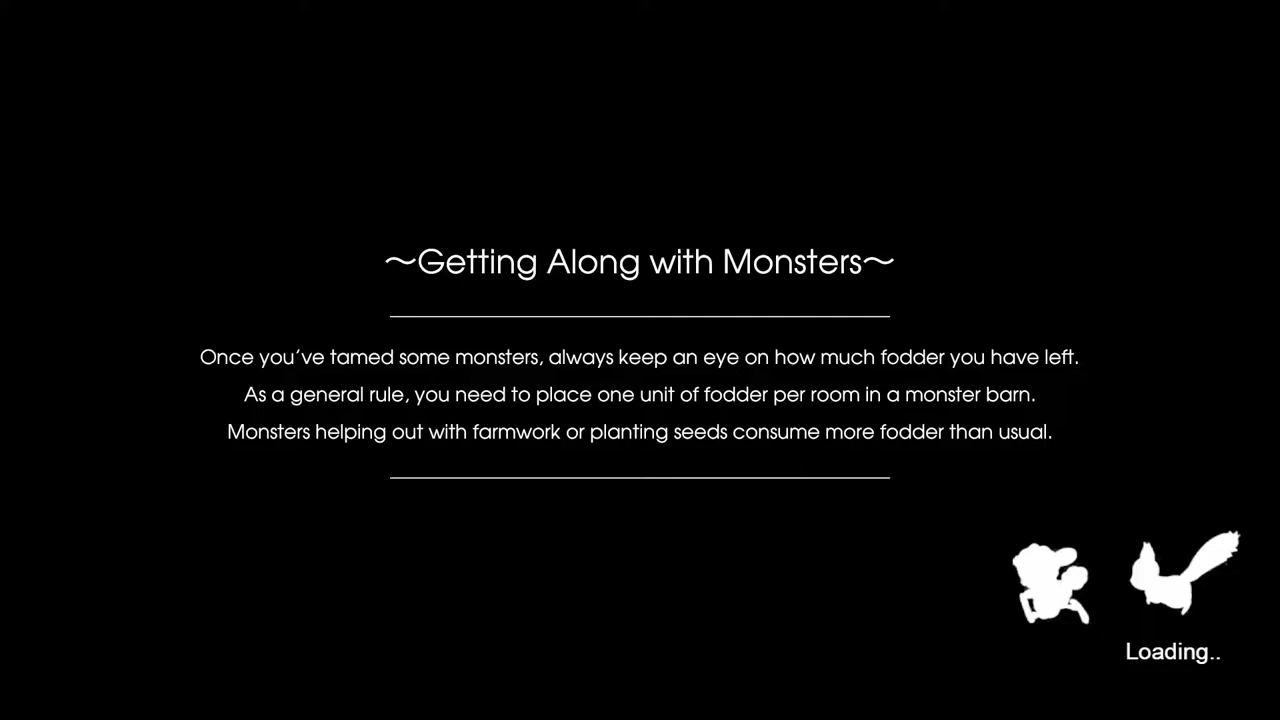 ～Getting Along with Monsters～
Once you've tamed some monsters, always keep an eye on how much fodder you have left.
As a general rule, you need to place one unit of fodder per room in a monster barn.
Monsters helping out with farmwork or planting seeds consume more fodder than usual.
Loading..